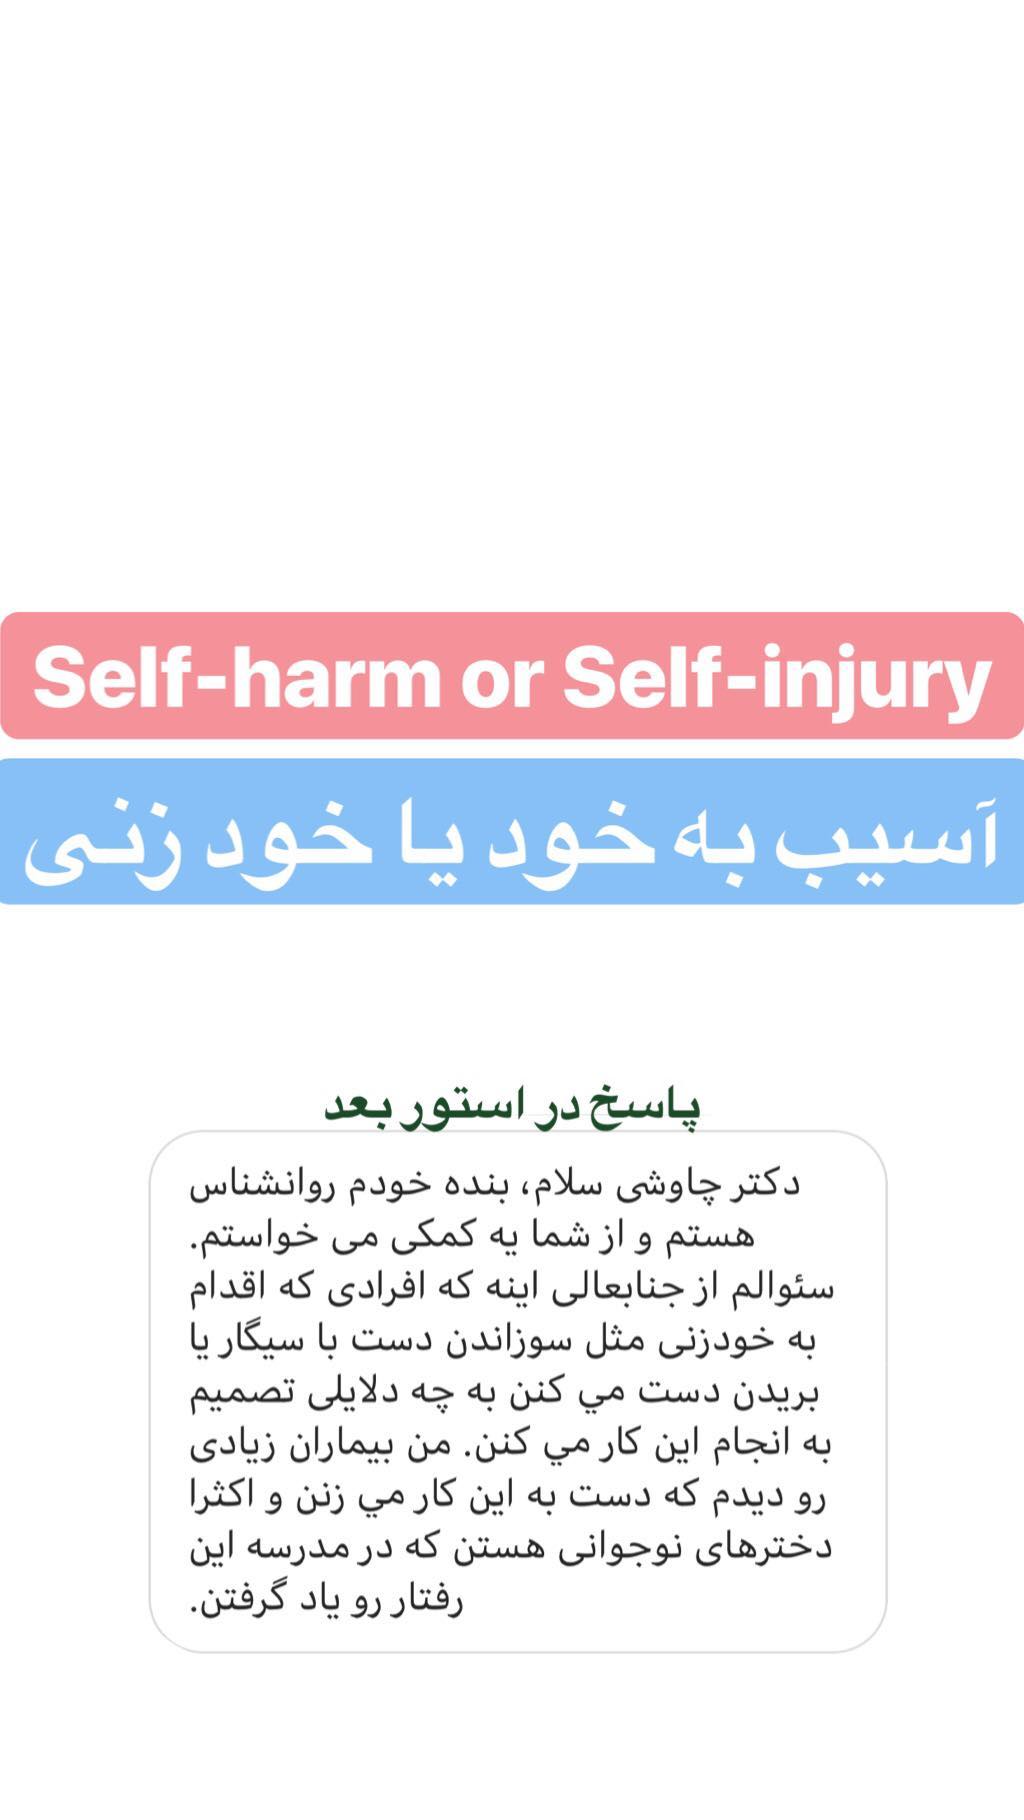 Self-harm or Self-injury
آسیب به خود یا خود زنی
پاسخ در استور بعد
دکتر چاوشی سلام، بنده خودم روانشناس
هستم و از شما یه کمکی می خواستم.
سئوالم از جنابعالی اینه که افرادی که اقدام
به خودزنی مثل سوزاندن دست با سیگار یا
بریدن دست مي کنن به چه دلایلی تصمیم
به انجام این کار مي کنن. من بیماران زیادی
رو دیدم که دست به این کار مي زنن و اکثرا
دخترهای نوجوانی هستن که در مدرسه این
رفتار رو یاد گرفتن.